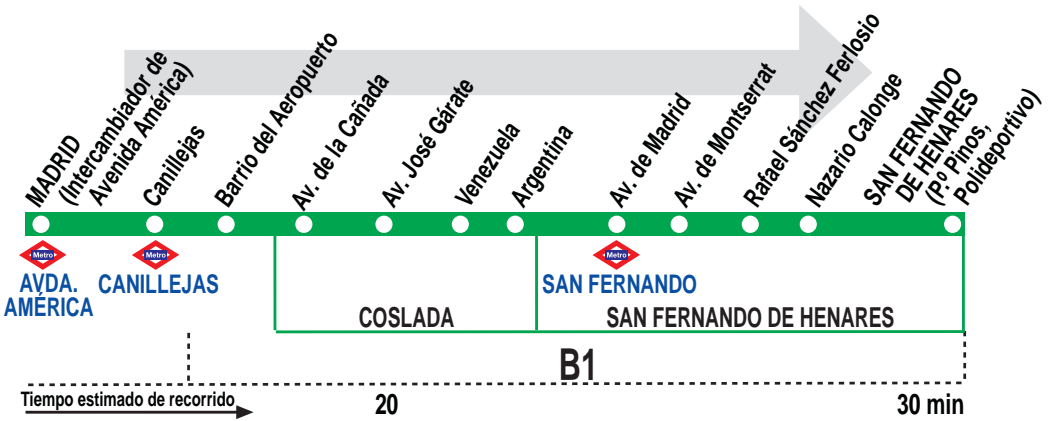 MADRID
(Intercambiador de
Avenida América)
Canillejas
Barrio del Aeropuerto
Av. de la Cañada
Av. José Gárate
Venezuela
Argentina
Av. de Madrid
Av. de Montserrat
Rafael Sánchez Ferlosio
Nazario Calonge
SAN FERNANDO
DE HENARES
(P.º Pinos,
Polideportivo)
Metro
Metro
Metro
AVDA.
AMÉRICA
CANILLEJAS
SAN FERNANDO
COSLADA
SAN FERNANDO DE HENARES
B1
Tiempo estimado de recorrido
20
30 min